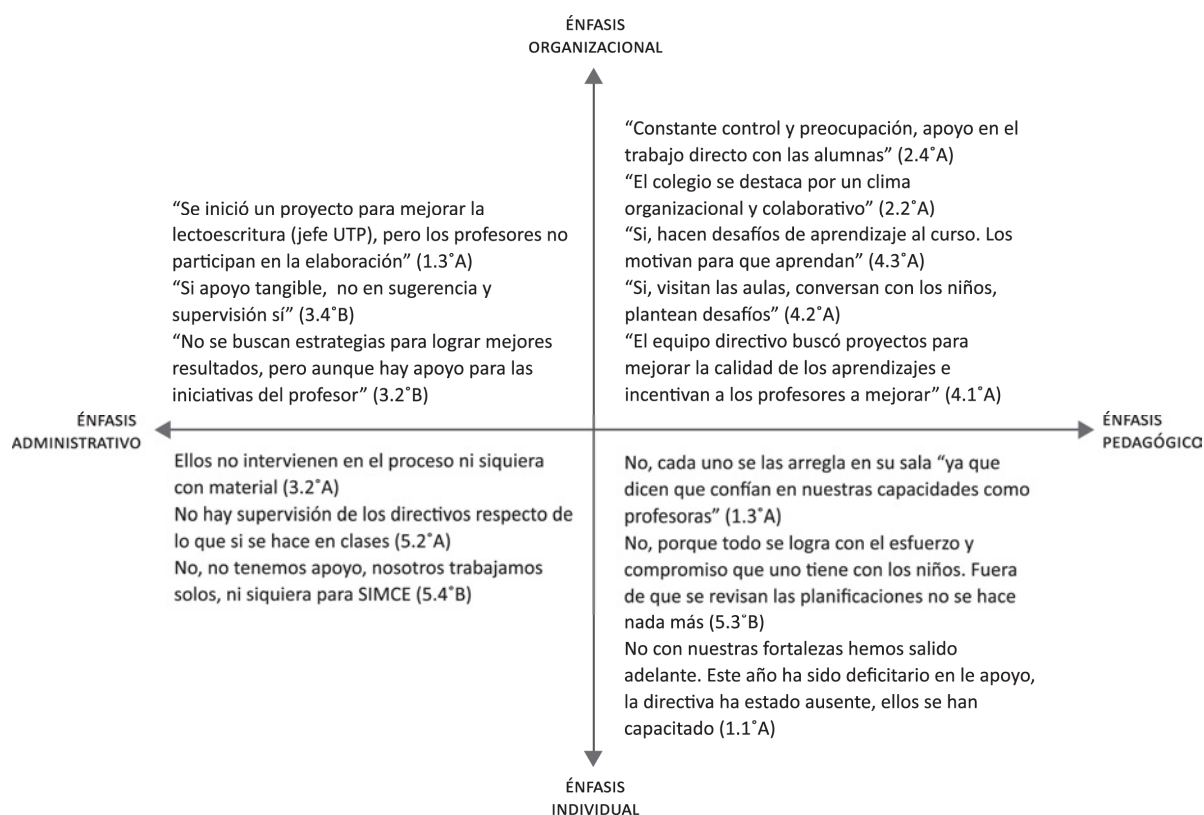 ÉNFASIS
ORGANIZACIONAL
“Se inició un proyecto para mejorar la
lectoescritura (jefe UTP), pero los profesores no
participan en la elaboración” (1.3˚A)
“Si apoyo tangible, no en sugerencia y
supervisión sí” (3.4˚B)
“No se buscan estrategias para lograr mejores
resultados, pero aunque hay apoyo para las
iniciativas del profesor” (3.2˚B)
“Constante control y preocupación, apoyo en el
trabajo directo con las alumnas” (2.4˚A)
“El colegio se destaca por un clima
organizacional y colaborativo” (2.2˚A)
“Si, hacen desafíos de aprendizaje al curso. Los
motivan para que aprendan” (4.3˚A)
“Si, visitan las aulas, conversan con los niños,
plantean desafíos” (4.2˚A)
“El equipo directivo buscó proyectos para
mejorar la calidad de los aprendizajes e
incentivan a los profesores a mejorar” (4.1˚A)
ÉNFASIS
ADMINISTRATIVO
ÉNFASIS
PEDAGÓGICO
Ellos no intervienen en el proceso ni siquiera
con material (3.2˚A)
No hay supervisión de los directivos respecto de
lo que si se hace en clases (5.2˚A)
No, no tenemos apoyo, nosotros trabajamos
solos, ni siquiera para SIMCE (5.4˚B)
No, cada uno se las arregla en su sala “ya que
dicen que confían en nuestras capacidades como
profesoras” (1.3˚A)
No, porque todo se logra con el esfuerzo y
compromiso que uno tiene con los niños. Fuera
de que se revisan las planificaciones no se hace
nada más (5.3˚B)
No con nuestras fortalezas hemos salido
adelante. Este año ha sido deficitario en le apoyo,
la directiva ha estado ausente, ellos se han
capacitado (1.1˚A)
ÉNFASIS
INDIVIDUAL